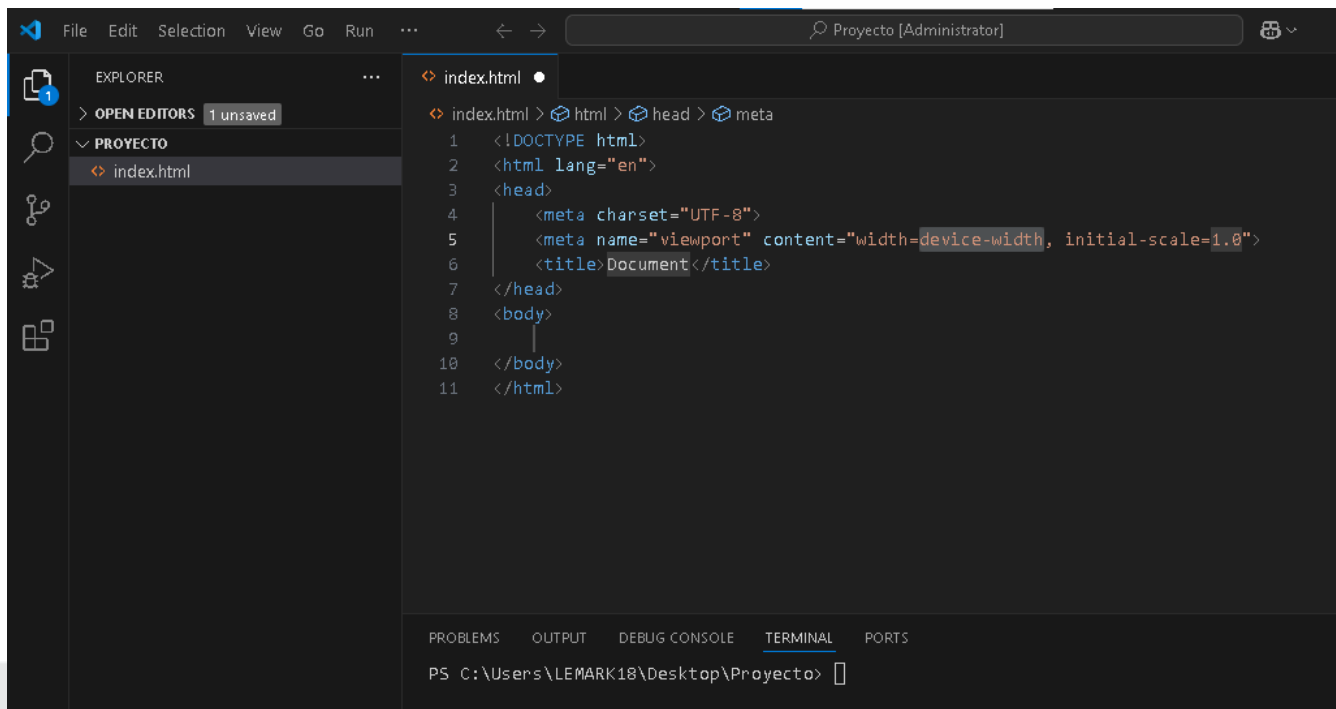 File Edit Selection View Go Run ··· Proyecto [Administrator]
EXPLORER ···
OPEN EDITORS 1 unsaved
PROYECTO
index.html
1
index.html
index.html > html > head > meta
1 <!DOCTYPE html>
2 <html lang="en">
3 <head>
4 <meta charset="UTF-8">
5 <meta name="viewport" content="width=device-width, initial-scale=1.0">
6 <title>Document</title>
7 </head>
8 <body>
9
10 </body>
11 </html>
PROBLEMS OUTPUT DEBUG CONSOLE TERMINAL PORTS
PS C:\Users\LEMARK18\Desktop\Proyecto>